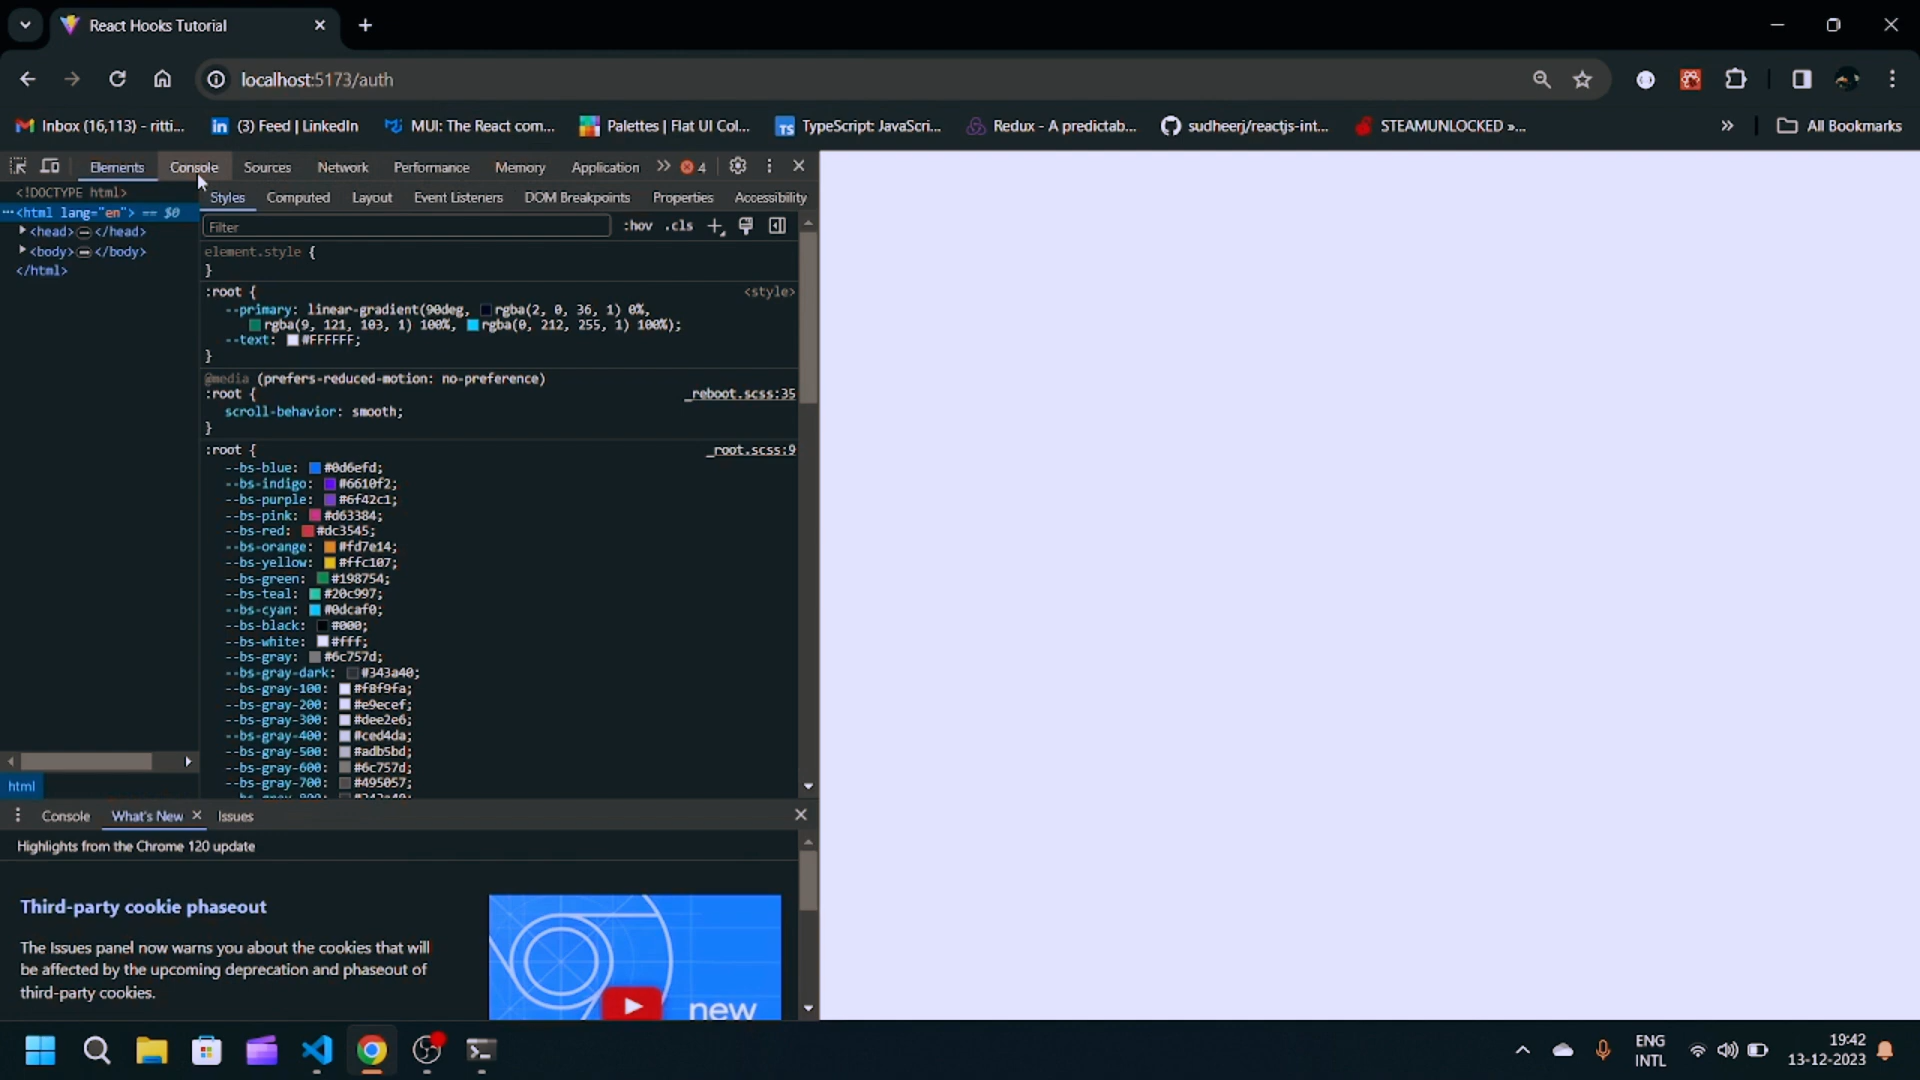 React Hooks Tutorial
localhost:5173/auth
Inbox (16,113) - ritti... (3) Feed | LinkedIn MUI: The React com... Palettes | Flat UI Col... TypeScript: JavaScri... Redux - A predictab... sudheerj/reactjs-int... STEAMUNLOCKED »... » All Bookmarks
Elements Console Sources Network Performance Memory Application » 4
<!DOCTYPE html>
<html lang="en"> == $0
<head> </head>
<body> </body>
</html>
html
Styles Computed Layout Event Listeners DOM Breakpoints Properties Accessibility
Filter :hov .cls
element.style {
}
:root { <style>
--primary: linear-gradient(90deg, rgba(2, 0, 36, 1) 0%,
rgba(9, 121, 103, 1) 100%, rgba(0, 212, 255, 1) 100%);
--text: #FFFFFF;
}
@media (prefers-reduced-motion: no-preference)
:root { _reboot.scss:35
scroll-behavior: smooth;
}
:root { _root.scss:9
--bs-blue: #0d6efd;
--bs-indigo: #6610f2;
--bs-purple: #6f42c1;
--bs-pink: #d63384;
--bs-red: #dc3545;
--bs-orange: #fd7e14;
--bs-yellow: #ffc107;
--bs-green: #198754;
--bs-teal: #20c997;
--bs-cyan: #0dcaf0;
--bs-black: #000;
--bs-white: #fff;
--bs-gray: #6c757d;
--bs-gray-dark: #343a40;
--bs-gray-100: #f8f9fa;
--bs-gray-200: #e9ecef;
--bs-gray-300: #dee2e6;
--bs-gray-400: #ced4da;
--bs-gray-500: #adb5bd;
--bs-gray-600: #6c757d;
--bs-gray-700: #495057;
Console What's New Issues
Highlights from the Chrome 120 update
Third-party cookie phaseout
The Issues panel now warns you about the cookies that will
be affected by the upcoming deprecation and phaseout of
third-party cookies.
new
ENG
INTL
19:42
13-12-2023